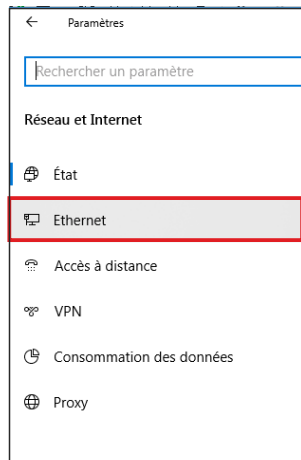 Paramètres
Rechercher un paramètre
Réseau et Internet
État
Ethernet
Accès à distance
VPN
Consommation des données
Proxy